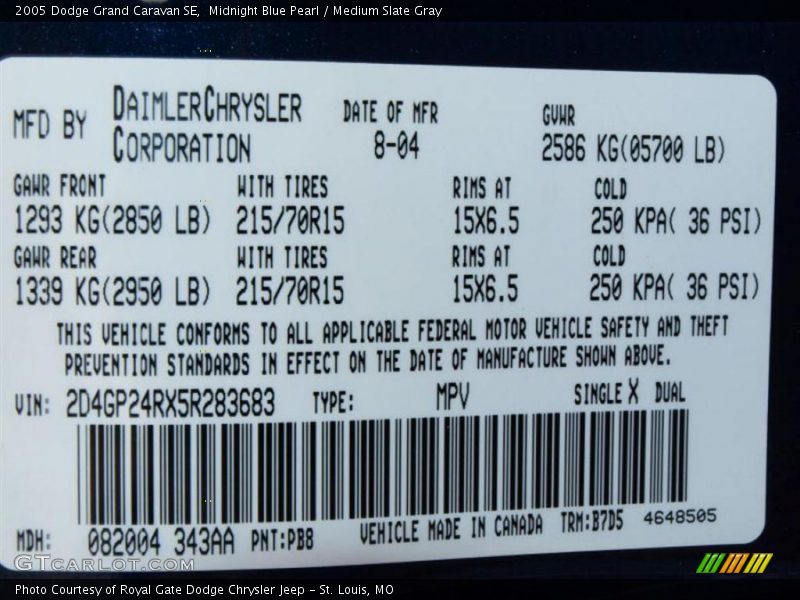 2005 Dodge Grand Caravan SE,  Midnight Blue Pearl / Medium Slate Gray
MFD BY DAIMLERCHRYSLER CORPORATION DATE OF MFR 8-04 GVWR 2586 KG(05700 LB)
GAWR FRONT WITH TIRES RIMS AT COLD
1293 KG(2850 LB) 215/70R15 15X6.5 250 KPA( 36 PSI)
GAWR REAR WITH TIRES RIMS AT COLD
1339 KG(2950 LB) 215/70R15 15X6.5 250 KPA( 36 PSI)
THIS VEHICLE CONFORMS TO ALL APPLICABLE FEDERAL MOTOR VEHICLE SAFETY AND THEFT
PREVENTION STANDARDS IN EFFECT ON THE DATE OF MANUFACTURE SHOWN ABOVE.
VIN: 2D4GP24RX5R283683 TYPE: MPV SINGLE X DUAL
MDH: 082004 343AA PNT:PB8 VEHICLE MADE IN CANADA TRM:B7D5 4648505
GTCARLOT.COM
Photo Courtesy of Royal Gate Dodge Chrysler Jeep - St. Louis, MO